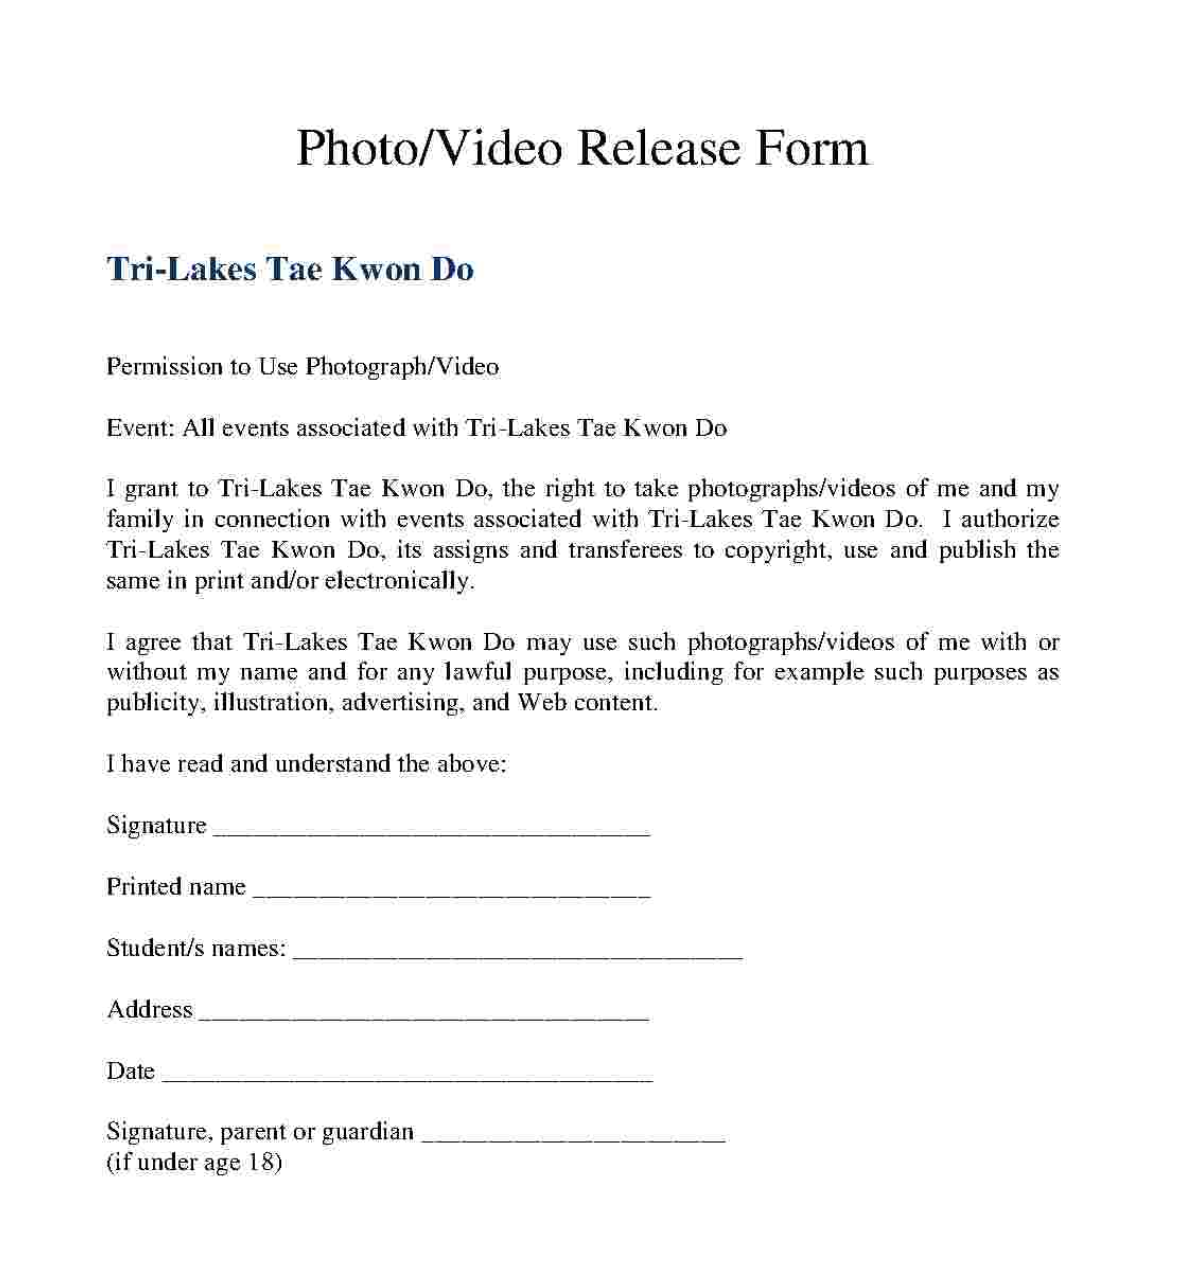 Photo/Video Release Form
Tri-Lakes Tae Kwon Do
Permission to Use Photograph/Video
Event: All events associated with Tri-Lakes Tae Kwon Do
I grant to Tri-Lakes Tae Kwon Do, the right to take photographs/videos of me and my
family in connection with events associated with Tri-Lakes Tae Kwon Do.  I authorize
Tri-Lakes Tae Kwon Do, its assigns and transferees to copyright, use and publish the
same in print and/or electronically.
I agree that Tri-Lakes Tae Kwon Do may use such photographs/videos of me with or
without my name and for any lawful purpose, including for example such purposes as
publicity, illustration, advertising, and Web content.
I have read and understand the above:
Signature ________________________________
Printed name _____________________________
Student/s names: _________________________________
Address _________________________________
Date ____________________________________
Signature, parent or guardian ______________________
(if under age 18)